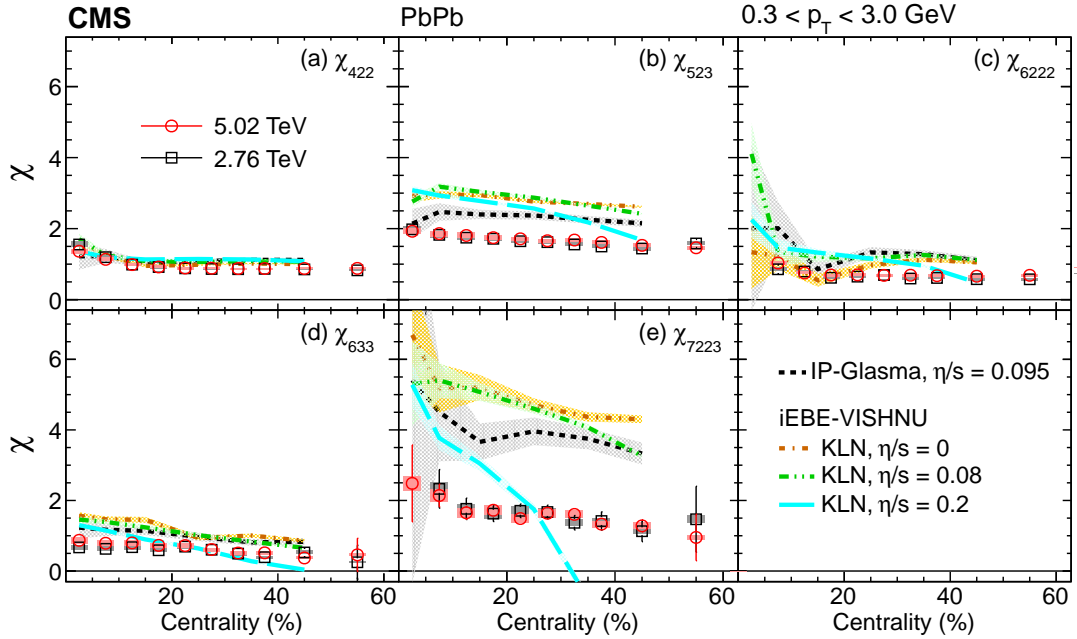 CMS PbPb 0.3 < p_T < 3.0 GeV
(a) χ_422 (b) χ_523 (c) χ_6222
6
4
2
0
χ
5.02 TeV
2.76 TeV
(d) χ_633 (e) χ_7223
6
4
2
0
χ
IP-Glasma, η/s = 0.095
iEBE-VISHNU
KLN, η/s = 0
KLN, η/s = 0.08
KLN, η/s = 0.2
20 40 60 20 40 60 20 40 60
Centrality (%) Centrality (%) Centrality (%)